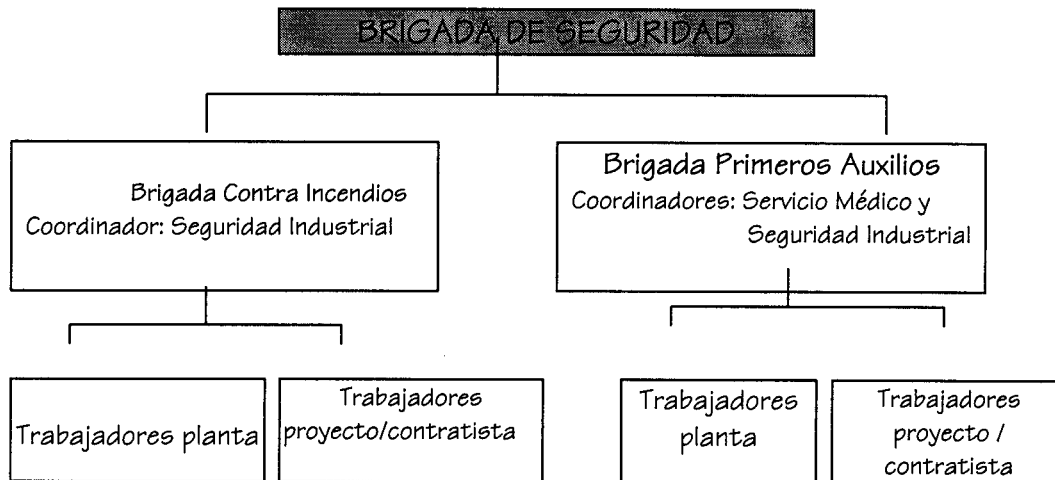 BRIGADA DE SEGURIDAD
Brigada Contra Incendios
Coordinador: Seguridad Industrial
Brigada Primeros Auxilios
Coordinadores: Servicio Médico y
Seguridad Industrial
Trabajadores planta
Trabajadores
proyecto/contratista
Trabajadores
planta
Trabajadores
proyecto /
contratista